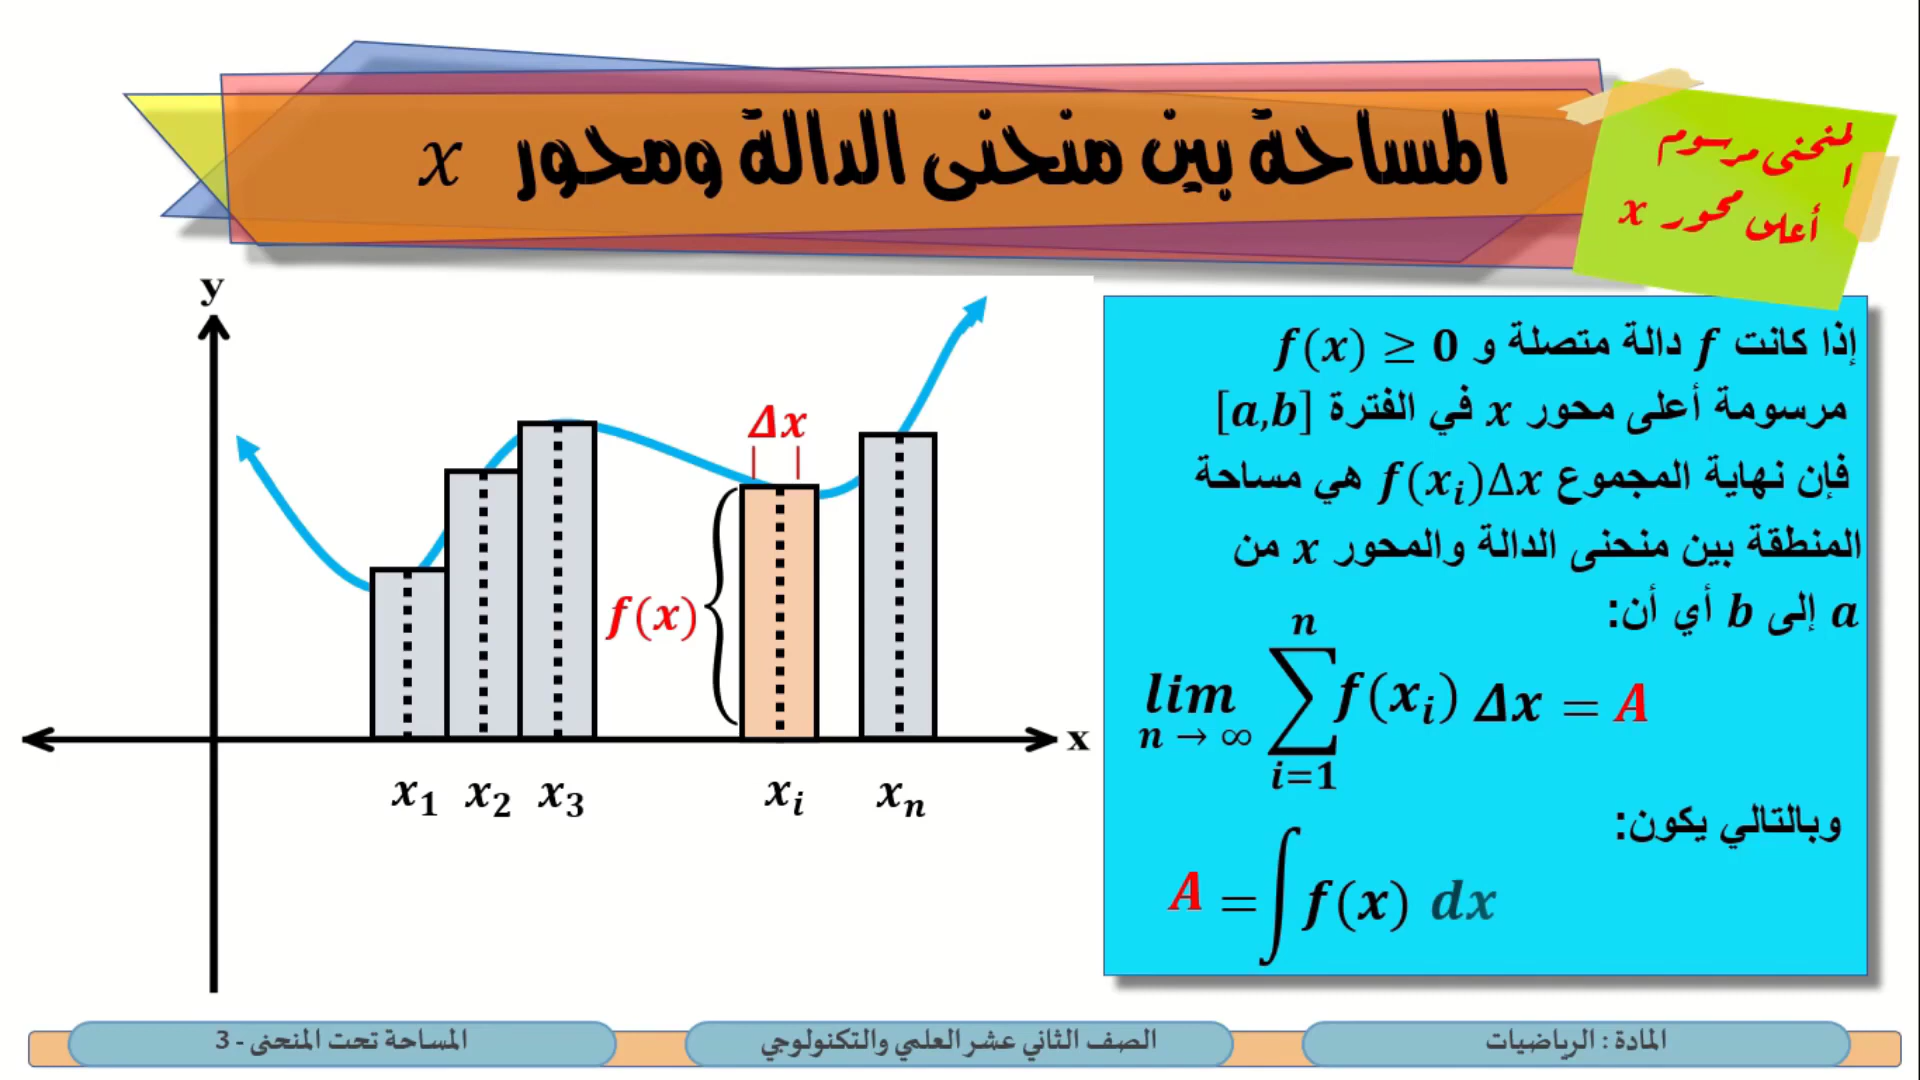 المساحة بين منحنى الدالة ومحور x
المنحنى مرسوم
أعلى محور x
y
Δx
f(x)
x
x₁ x₂ x₃ xᵢ xₙ
إذا كانت f دالة متصلة و f(x) ≥ 0
مرسومة أعلى محور x في الفترة [a,b]
فإن نهاية المجموع f(xᵢ)Δx هي مساحة
المنطقة بين منحنى الدالة والمحور x من
a إلى b أي أن:
lim n→∞ ∑ i=1 n f(xᵢ) Δx = A
وبالتالي يكون:
A = ∫ f(x) dx
المادة : الرياضيات
الصف الثاني عشر العلمي والتكنولوجي
المساحة تحت المنحنى - 3